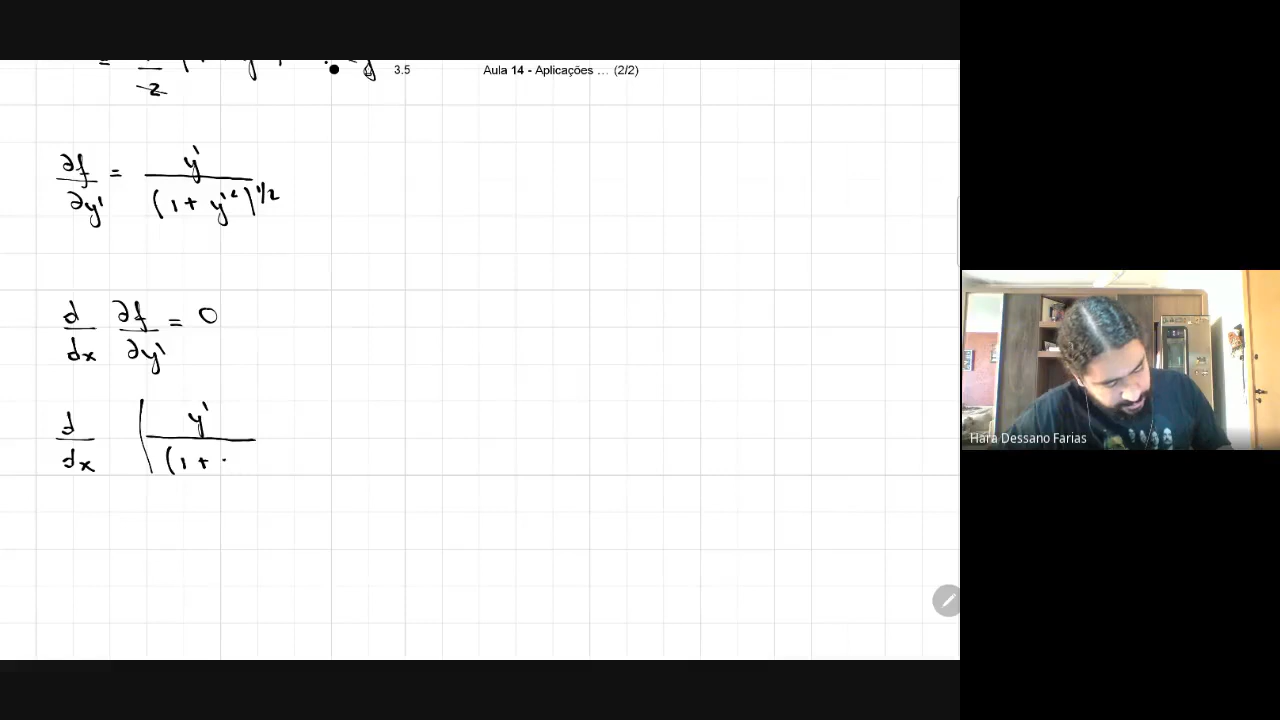 3.5 Aula 14 - Aplicações ... (2/2)
∂f/∂y' = y'/(1 + y'²)^1/2
d/dx ∂f/∂y' = 0
d/dx ( y'/(1 +
Hara Dessano Farias